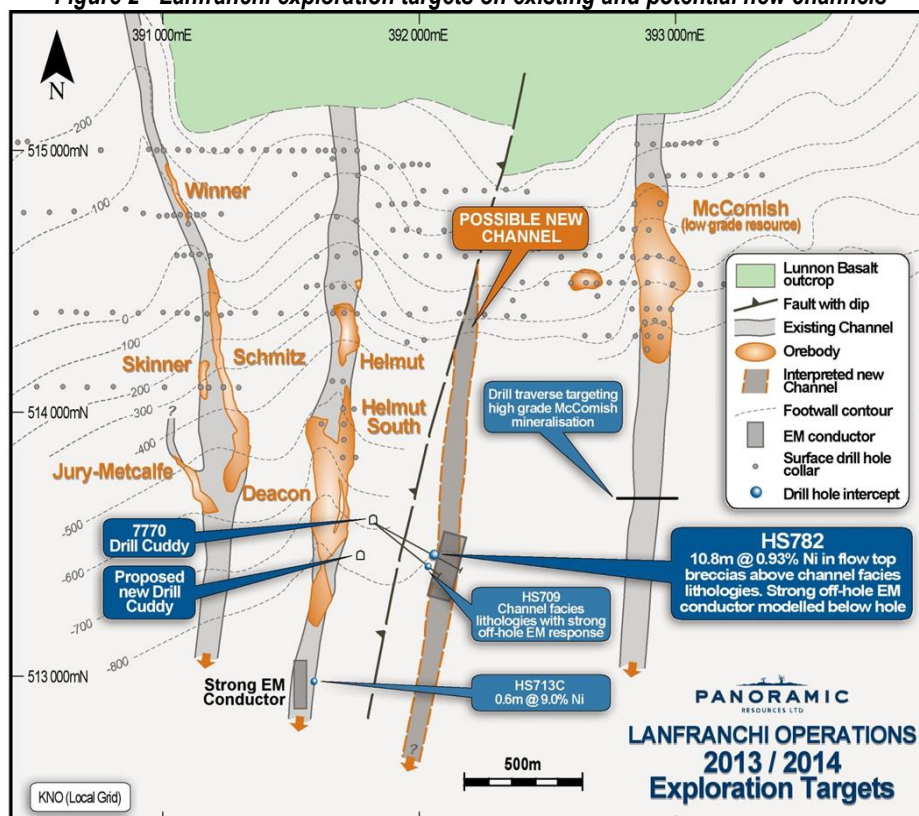 Figure 2 - Lanfranchi exploration targets on existing and potential new channels
391 000mE
392 000mE
393 000mE
N
515 000mN
514 000mN
513 000mN
200
100
0
-100
-200
-300
-400
-500
-600
-700
-800
Winner
Skinner
Schmitz
Jury-Metcalfe
?
Deacon
Helmut
Helmut
South
McComish
(low grade resource)
POSSIBLE NEW
CHANNEL
Drill traverse targeting
high grade McComish
mineralisation
7770
Drill Cuddy
Proposed
new Drill
Cuddy
HS782
10.8m @ 0.93% Ni in flow top
breccias above channel facies
lithologies. Strong off-hole EM
conductor modelled below hole
HS709
Channel facies
lithologies with strong
off-hole EM response
HS713C
0.6m @ 9.0% Ni
Strong EM
Conductor
?
Lunnon Basalt
outcrop
Fault with dip
Existing Channel
Orebody
Interpreted new
Channel
Footwall contour
EM conductor
Surface drill hole
collar
Drill hole intercept
500m
KNO (Local Grid)
PANORAMIC
RESOURCES LTD
LANFRANCHI OPERATIONS
2013 / 2014
Exploration Targets